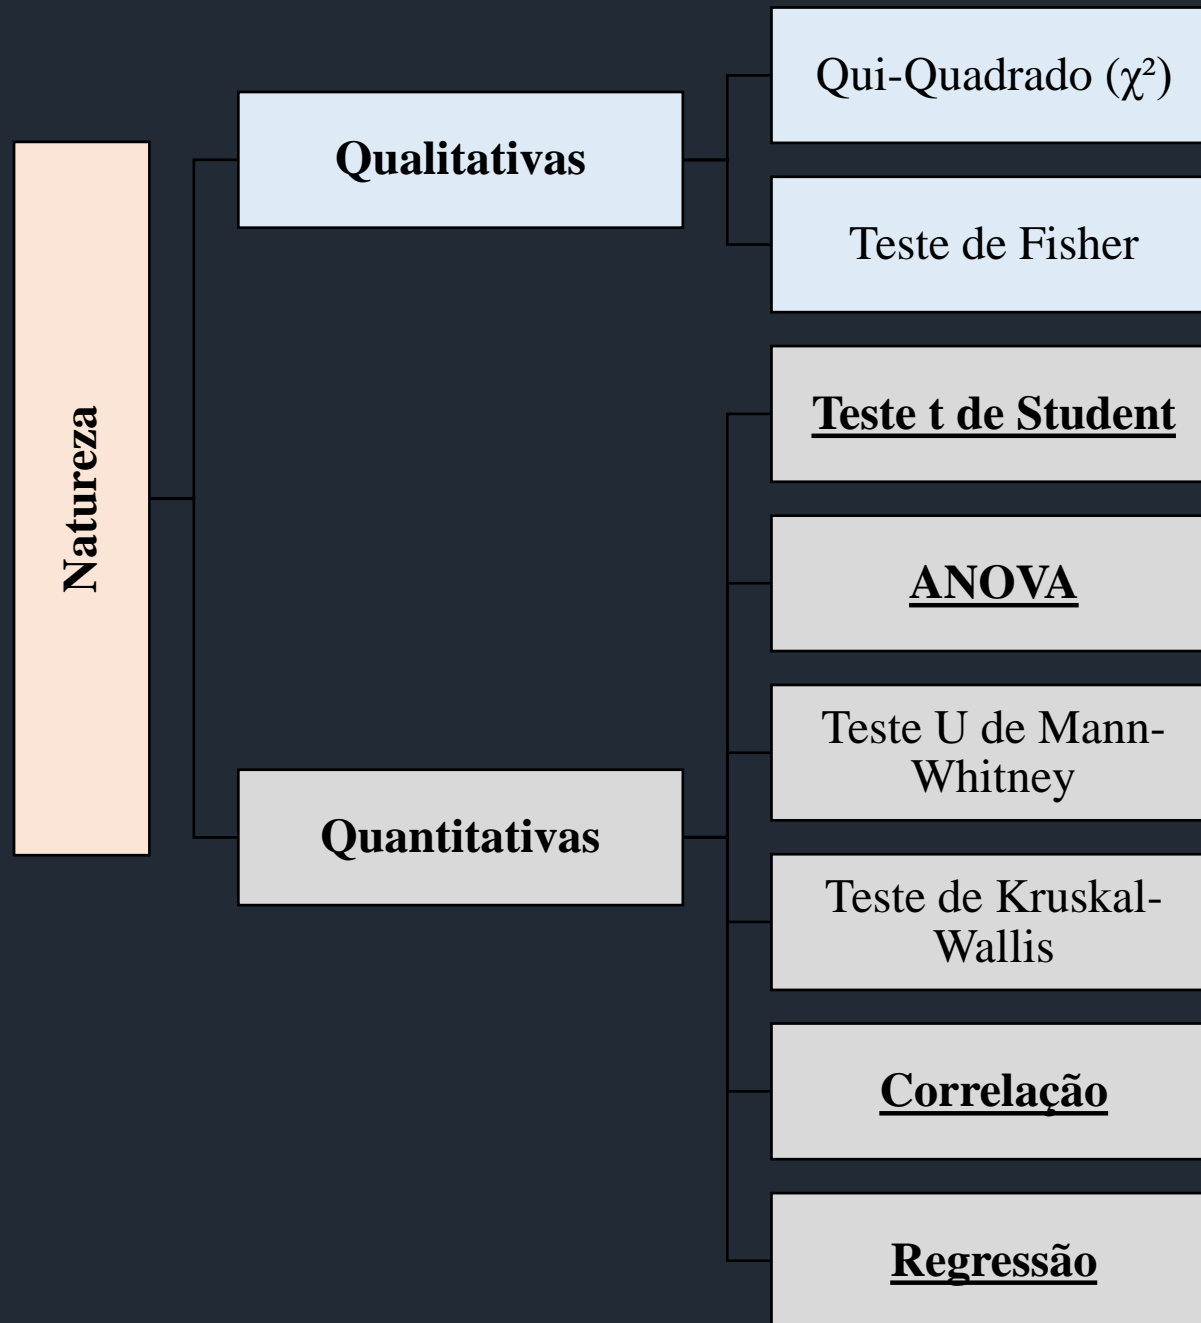 Natureza
Qualitativas
Qui-Quadrado (χ²)
Teste de Fisher
Quantitativas
Teste t de Student
ANOVA
Teste U de Mann-
Whitney
Teste de Kruskal-
Wallis
Correlação
Regressão